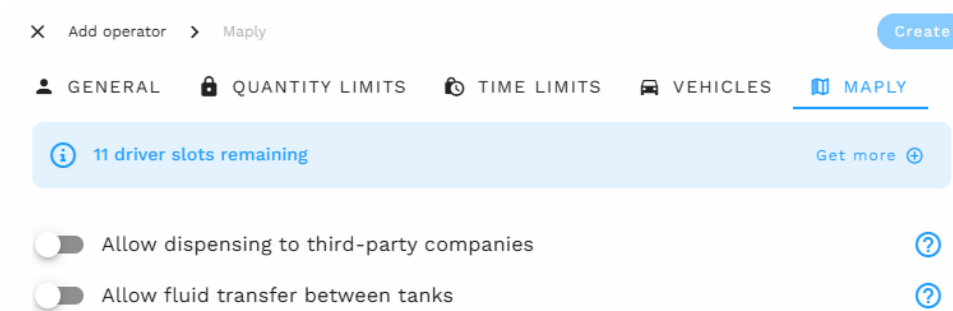 Add operator > Maply
Create
GENERAL QUANTITY LIMITS TIME LIMITS VEHICLES MAPLY
11 driver slots remaining Get more
Allow dispensing to third-party companies
Allow fluid transfer between tanks